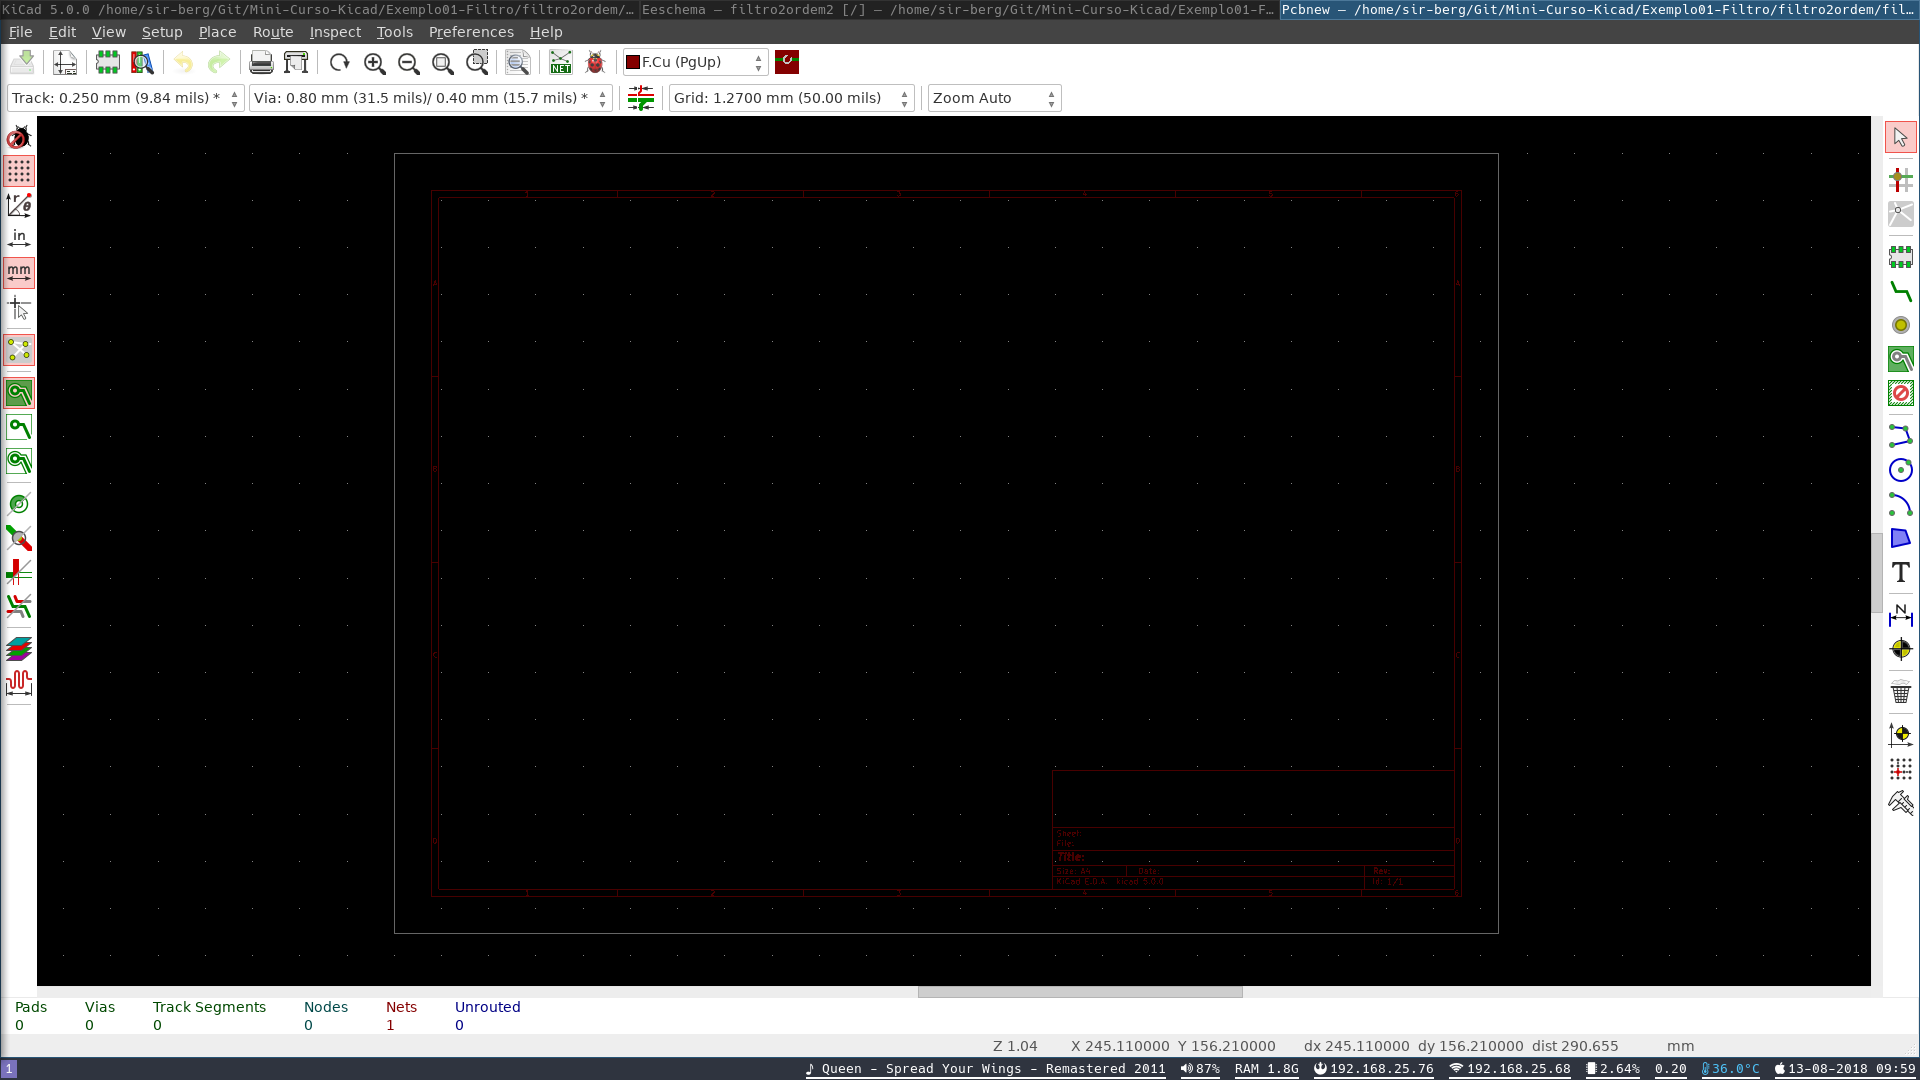 KiCad 5.0.0 /home/sir-berg/Git/Mini-Curso-Kicad/Exemplo01-Filtro/filtro2ordem/… Eeschema — filtro2ordem2 [/] — /home/sir-berg/Git/Mini-Curso-Kicad/Exemplo01-F… Pcbnew — /home/sir-berg/Git/Mini-Curso-Kicad/Exemplo01-Filtro/filtro2ordem/fil…
File Edit View Setup Place Route Inspect Tools Preferences Help
NET F.Cu (PgUp)
Track: 0.250 mm (9.84 mils) * Via: 0.80 mm (31.5 mils)/ 0.40 mm (15.7 mils) * Grid: 1.2700 mm (50.00 mils) Zoom Auto
in
mm
T
N
Sheet:
File:
Title:
Size: A4 Date: Rev:
KiCad E.D.A. kicad 5.0.0 Id: 1/1
Pads Vias Track Segments Nodes Nets Unrouted
0 0 0 0 1 0
Z 1.04 X 245.110000 Y 156.210000 dx 245.110000 dy 156.210000 dist 290.655 mm
1 ♪ Queen - Spread Your Wings - Remastered 2011 87% RAM 1.8G 192.168.25.76 192.168.25.68 2.64% 0.20 36.0°C 13-08-2018 09:59